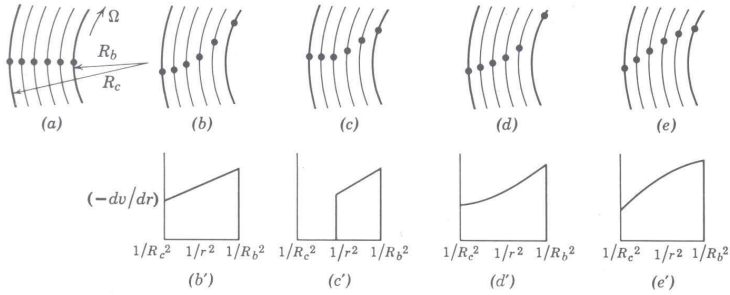 Ω
R_b
R_c
(a) (b) (c) (d) (e)
(−dv/dr)
1/R_c² 1/r² 1/R_b² 1/R_c² 1/r² 1/R_b² 1/R_c² 1/r² 1/R_b² 1/R_c² 1/r² 1/R_b²
(b′) (c′) (d′) (e′)